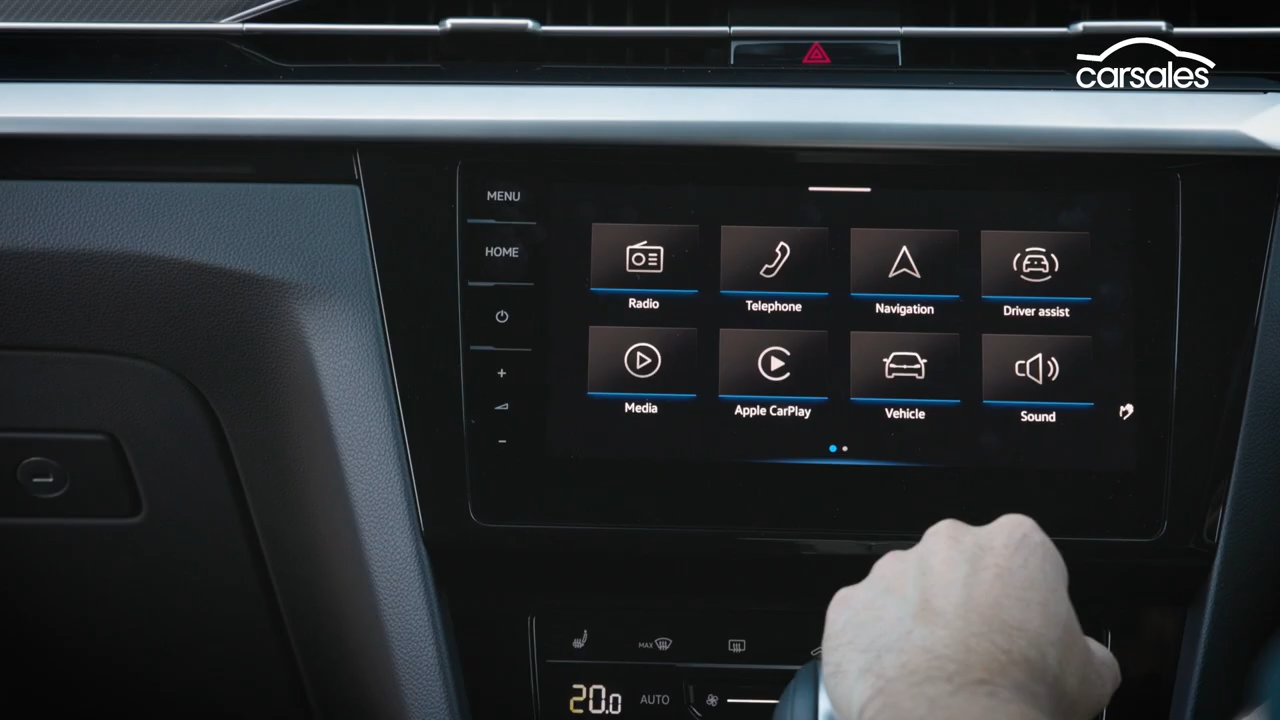 carsales
MENU
HOME
Radio
Telephone
Navigation
Driver assist
Media
Apple CarPlay
Vehicle
Sound
MAX
20.0
AUTO